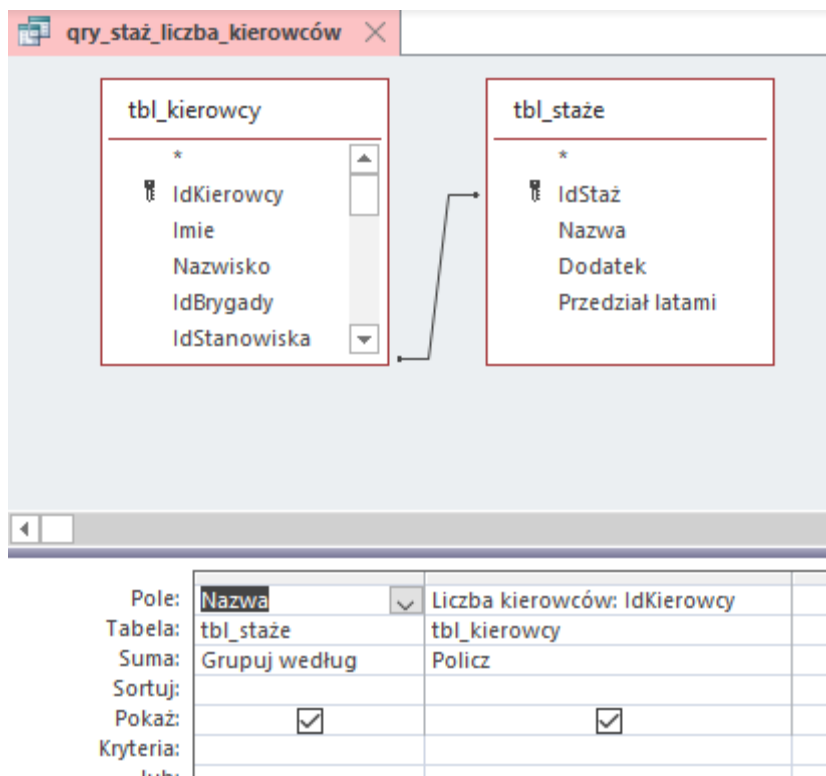 qry_staż_liczba_kierowców
tbl_kierowcy
*
IdKierowcy
Imie
Nazwisko
IdBrygady
IdStanowiska
tbl_staże
*
IdStaż
Nazwa
Dodatek
Przedział latami
Pole: Nazwa Liczba kierowców: IdKierowcy
Tabela: tbl_staże tbl_kierowcy
Suma: Grupuj według Policz
Sortuj:
Pokaż:
Kryteria:
lub: